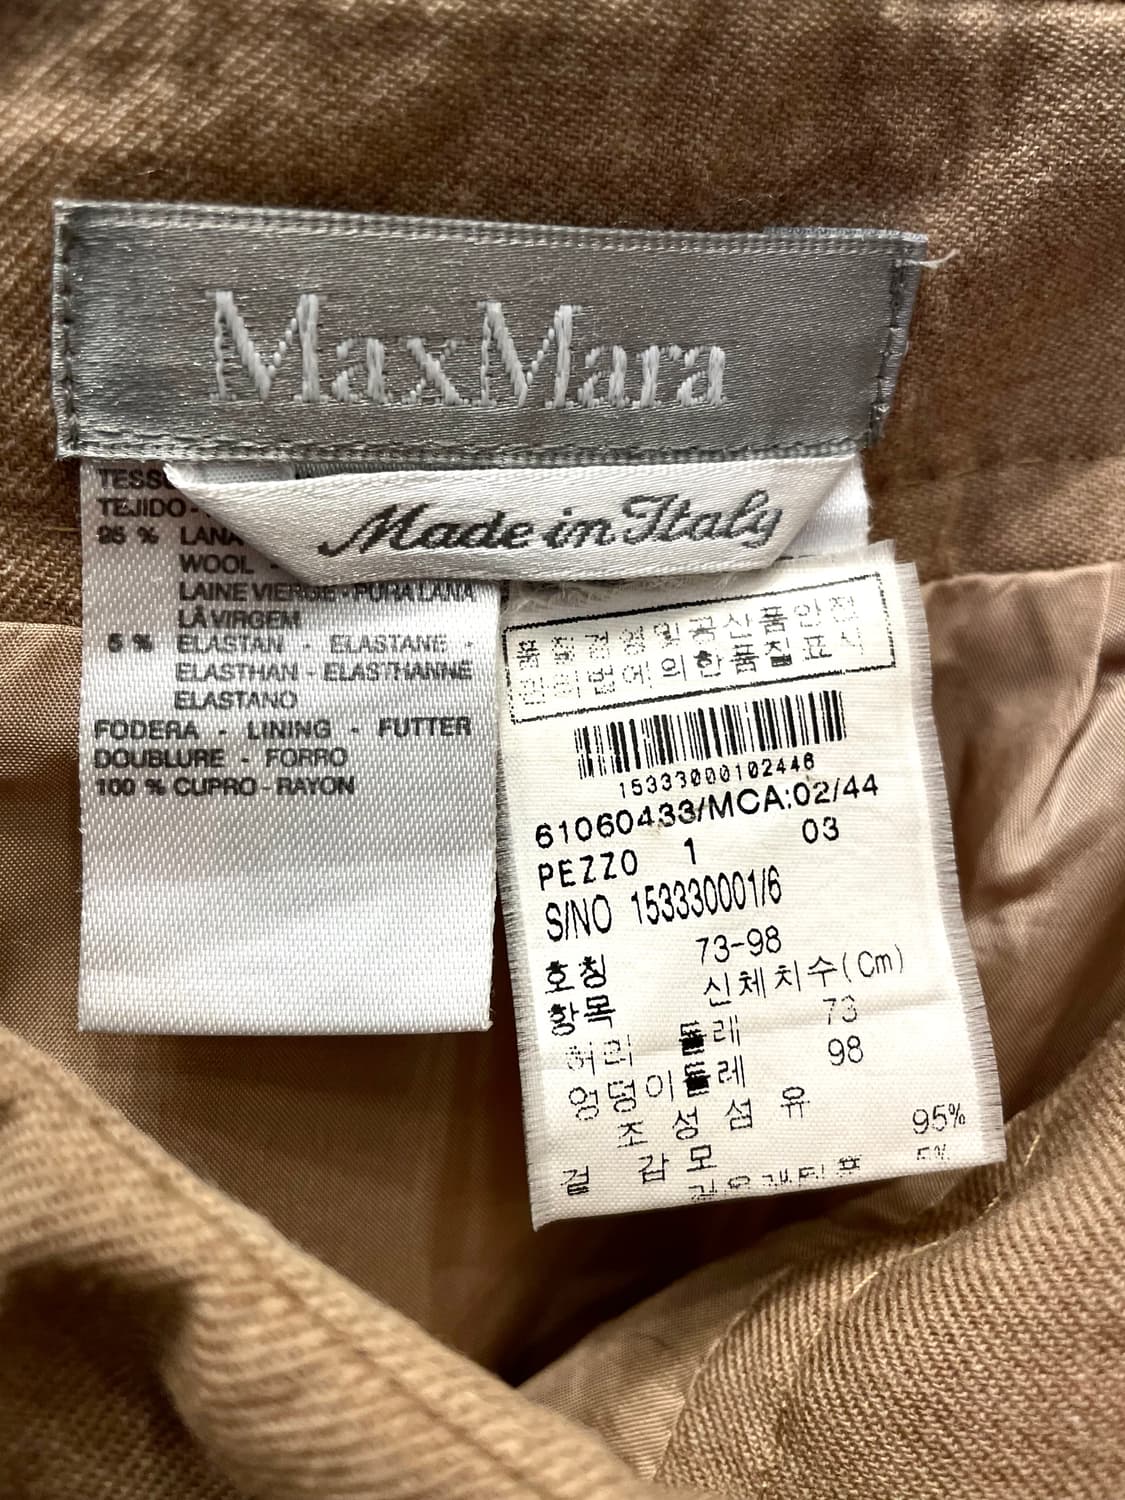 MaxMara
Made in Italy
TEJIDO -
95 % LANA
WOOL -
LAINE VIERGE - PURA LANA
LÂ VIRGEM
5 % ELASTAN - ELASTANE -
ELASTHAN - ELASTHANNE
ELASTANO
FODERA - LINING - FUTTER
DOUBLURE - FORRO
100 % CUPRO - RAYON
품질경영및공산품안전
관리법에의한품질표시
15333000102446
61060433/MCA:02/44
PEZZO 1 03
S/NO 153330001/6
호칭 73-98
항목 신체치수(Cm)
허리 둘레 73
엉덩이둘레 98
조성섬유
겉감 모 95%
5%